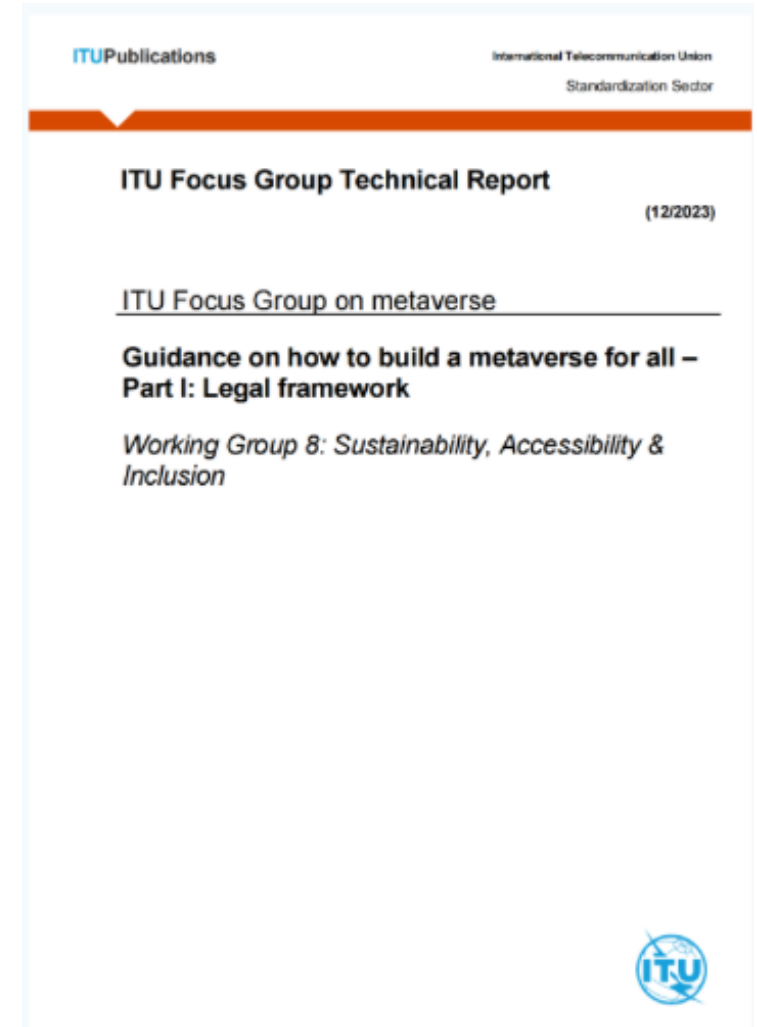 ITUPublications
International Telecommunication Union
Standardization Sector
ITU Focus Group Technical Report
(12/2023)
ITU Focus Group on metaverse
Guidance on how to build a metaverse for all –
Part I: Legal framework
Working Group 8: Sustainability, Accessibility &
Inclusion
ITU